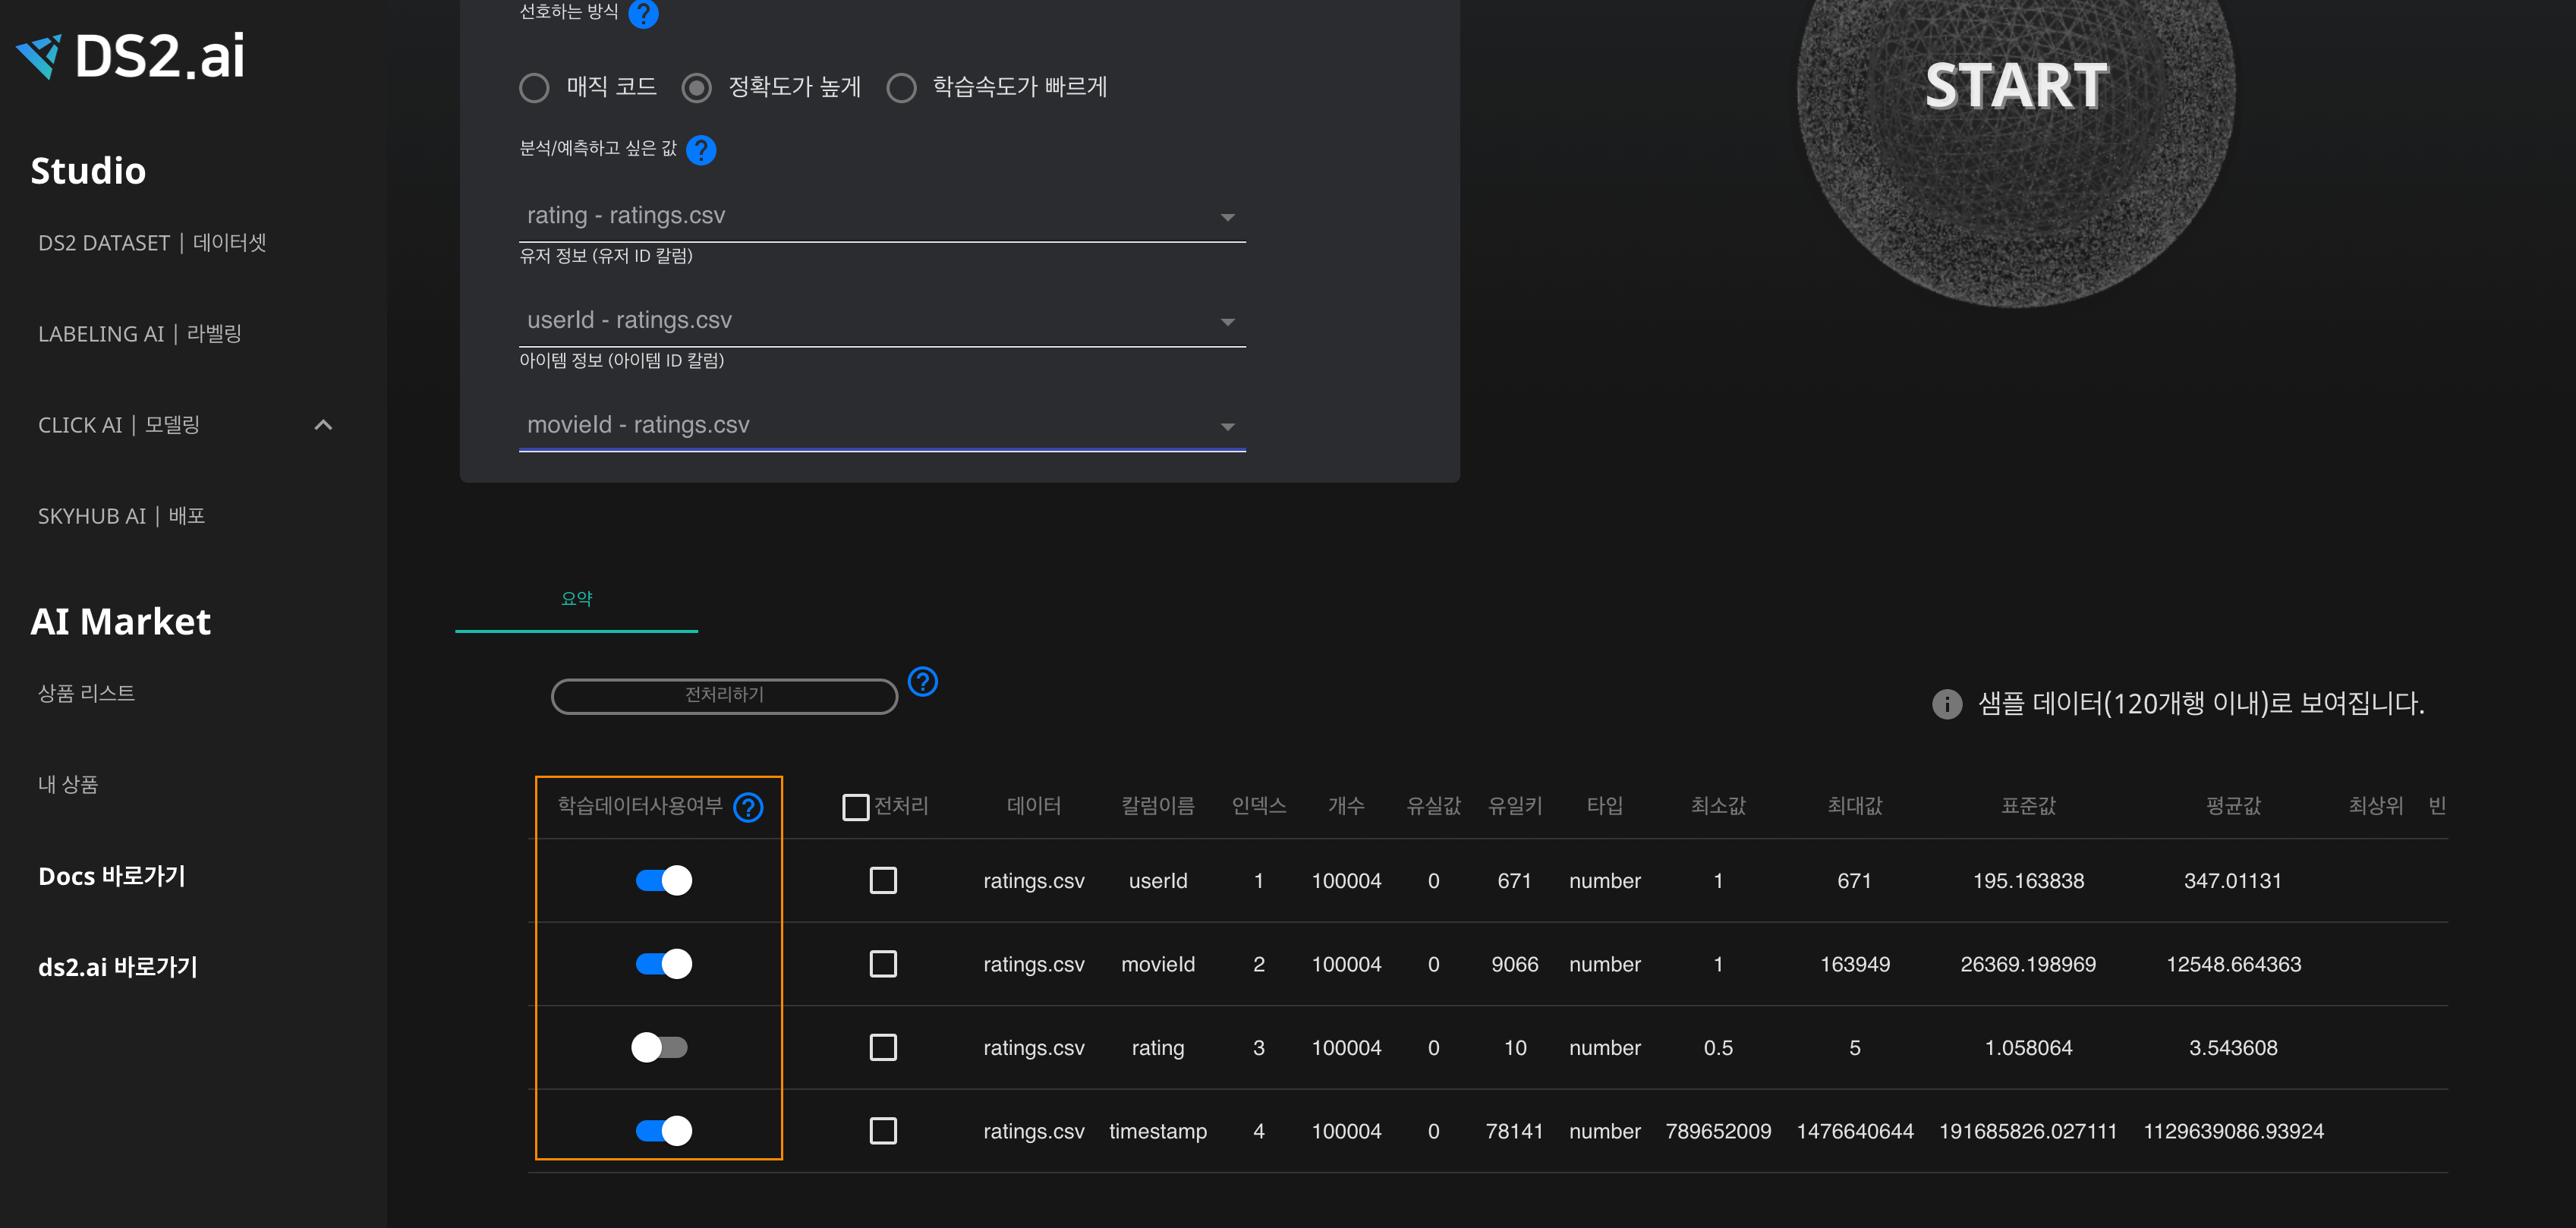 DS2.ai
Studio
DS2 DATASET | 데이터셋
LABELING AI | 라벨링
CLICK AI | 모델링
SKYHUB AI | 배포
AI Market
상품 리스트
내 상품
Docs 바로가기
ds2.ai 바로가기
선호하는 방식 ?
매직 코드 정확도가 높게 학습속도가 빠르게
분석/예측하고 싶은 값 ?
rating - ratings.csv
유저 정보 (유저 ID 칼럼)
userId - ratings.csv
아이템 정보 (아이템 ID 칼럼)
movieId - ratings.csv
START
요약
전처리하기 ?
샘플 데이터(120개행 이내)로 보여집니다.
학습데이터사용여부 ? 전처리 데이터 칼럼이름 인덱스 개수 유실값 유일키 타입 최소값 최대값 표준값 평균값 최상위 빈
ratings.csv userId 1 100004 0 671 number 1 671 195.163838 347.01131
ratings.csv movieId 2 100004 0 9066 number 1 163949 26369.198969 12548.664363
ratings.csv rating 3 100004 0 10 number 0.5 5 1.058064 3.543608
ratings.csv timestamp 4 100004 0 78141 number 789652009 1476640644 191685826.027111 1129639086.93924